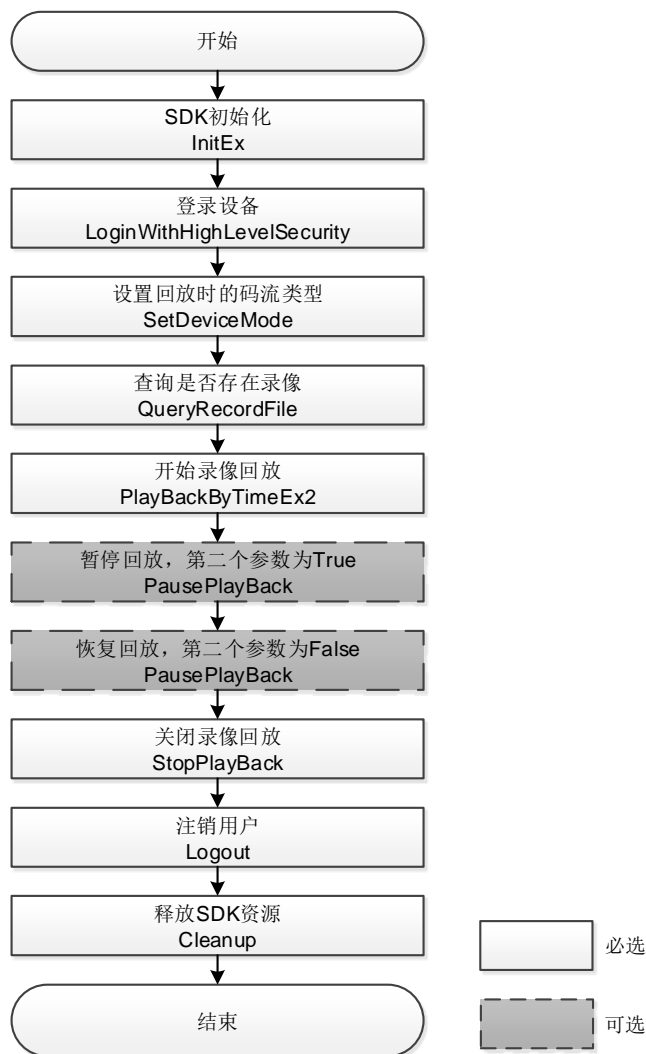 开始
SDK初始化
InitEx
登录设备
LoginWithHighLevelSecurity
设置回放时的码流类型
SetDeviceMode
查询是否存在录像
QueryRecordFile
开始录像回放
PlayBackByTimeEx2
暂停回放，第二个参数为True
PausePlayBack
恢复回放，第二个参数为False
PausePlayBack
关闭录像回放
StopPlayBack
注销用户
Logout
释放SDK资源
Cleanup
结束
必选
可选